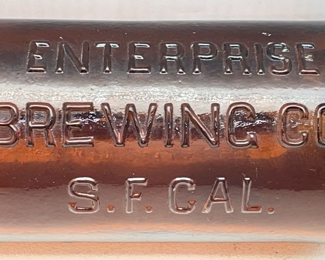 ENTERPRISE
BREWING CO
S.F. CAL.